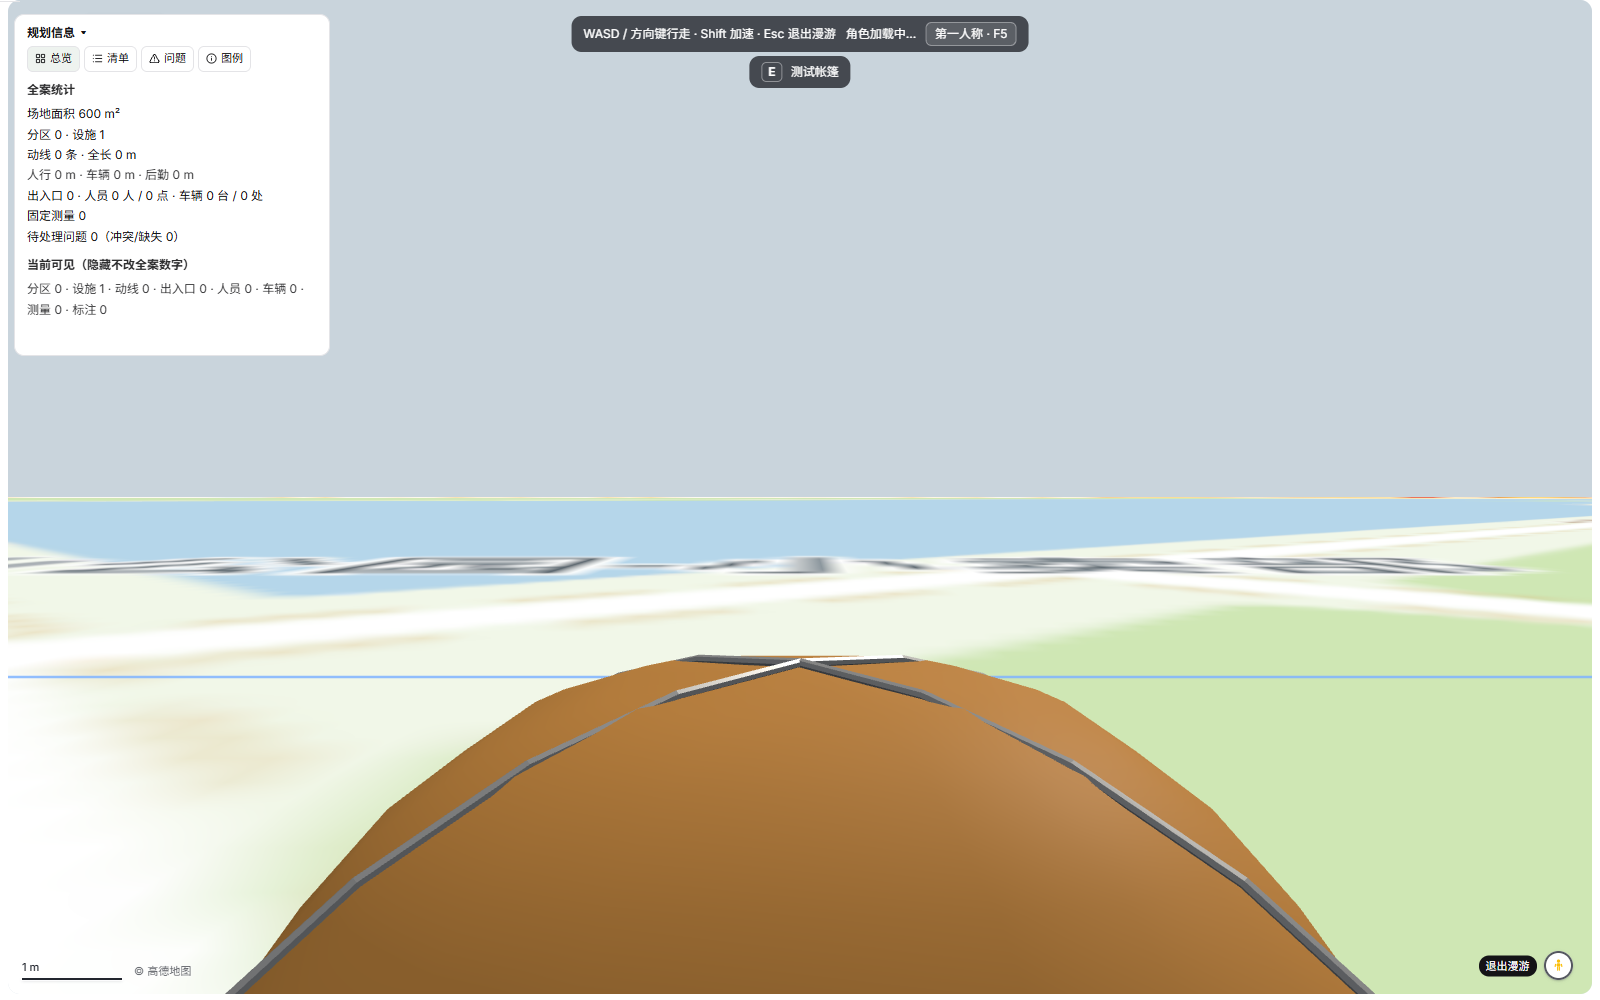 规划信息
总览 清单 问题 图例
全案统计
场地面积 600 m²
分区 0 · 设施 1
动线 0 条 · 全长 0 m
人行 0 m · 车辆 0 m · 后勤 0 m
出入口 0 · 人员 0 人 / 0 点 · 车辆 0 台 / 0 处
固定测量 0
待处理问题 0（冲突/缺失 0）
当前可见（隐藏不改全案数字）
分区 0 · 设施 1 · 动线 0 · 出入口 0 · 人员 0 · 车辆 0 ·
测量 0 · 标注 0
WASD / 方向键行走 · Shift 加速 · Esc 退出漫游 角色加载中... 第一人称 · F5
E 测试帐篷
1 m
© 高德地图
退出漫游